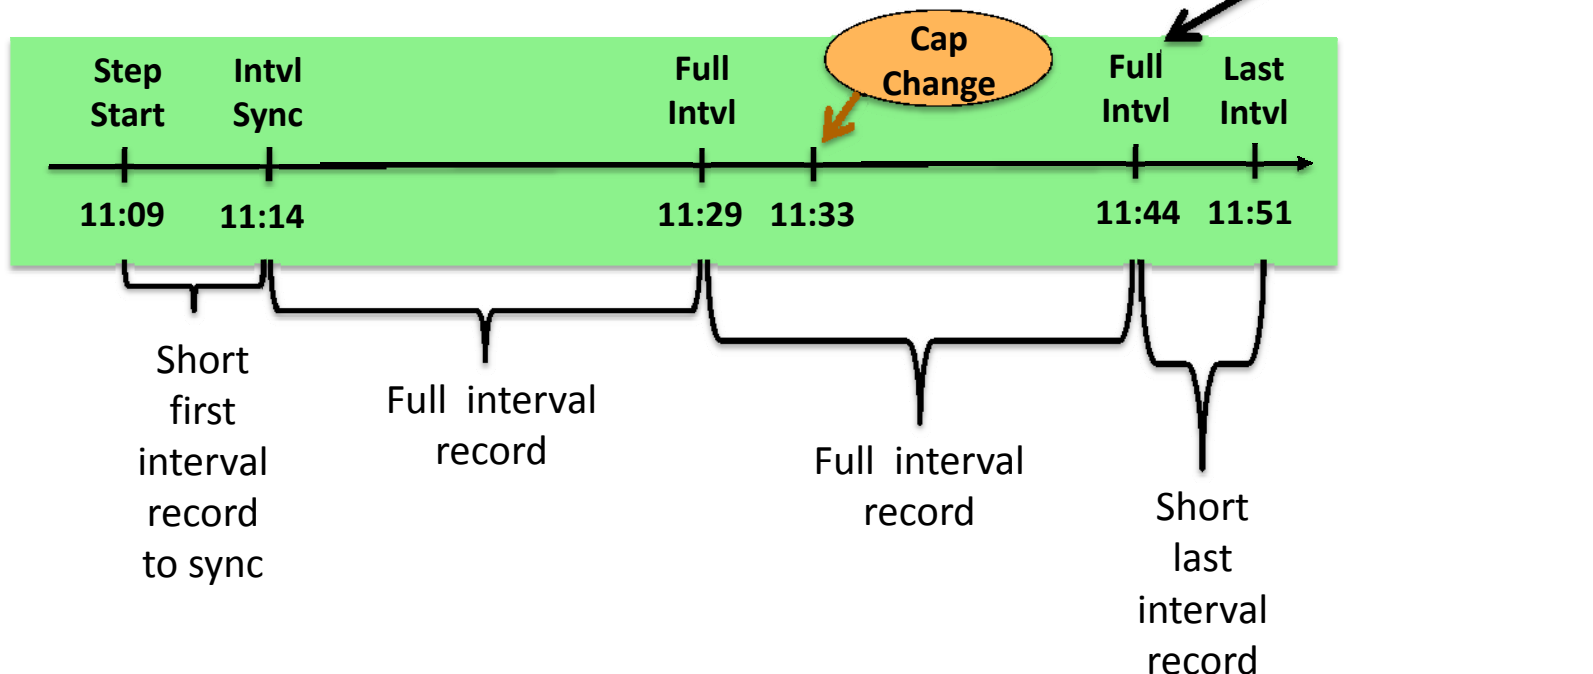 Cap
Change
Step
Start
Intvl
Sync
Full
Intvl
Full
Intvl
Last
Intvl
11:09
11:14
11:29
11:33
11:44
11:51
Short
first
interval
record
to sync
Full interval
record
Full interval
record
Short
last
interval
record